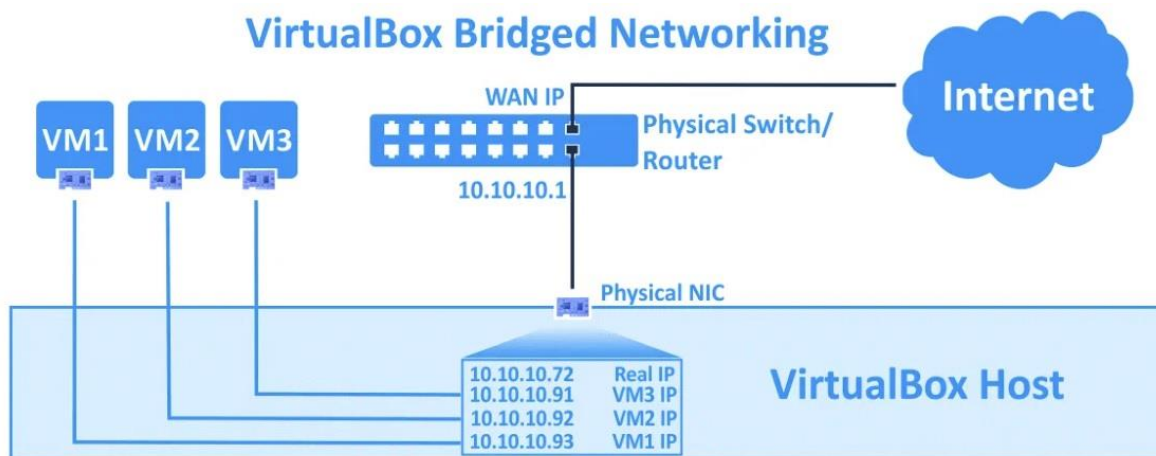 VirtualBox Bridged Networking
VM1
VM2
VM3
WAN IP
Physical Switch/
Router
Internet
10.10.10.1
Physical NIC
10.10.10.72 Real IP
10.10.10.91 VM3 IP
10.10.10.92 VM2 IP
10.10.10.93 VM1 IP
VirtualBox Host